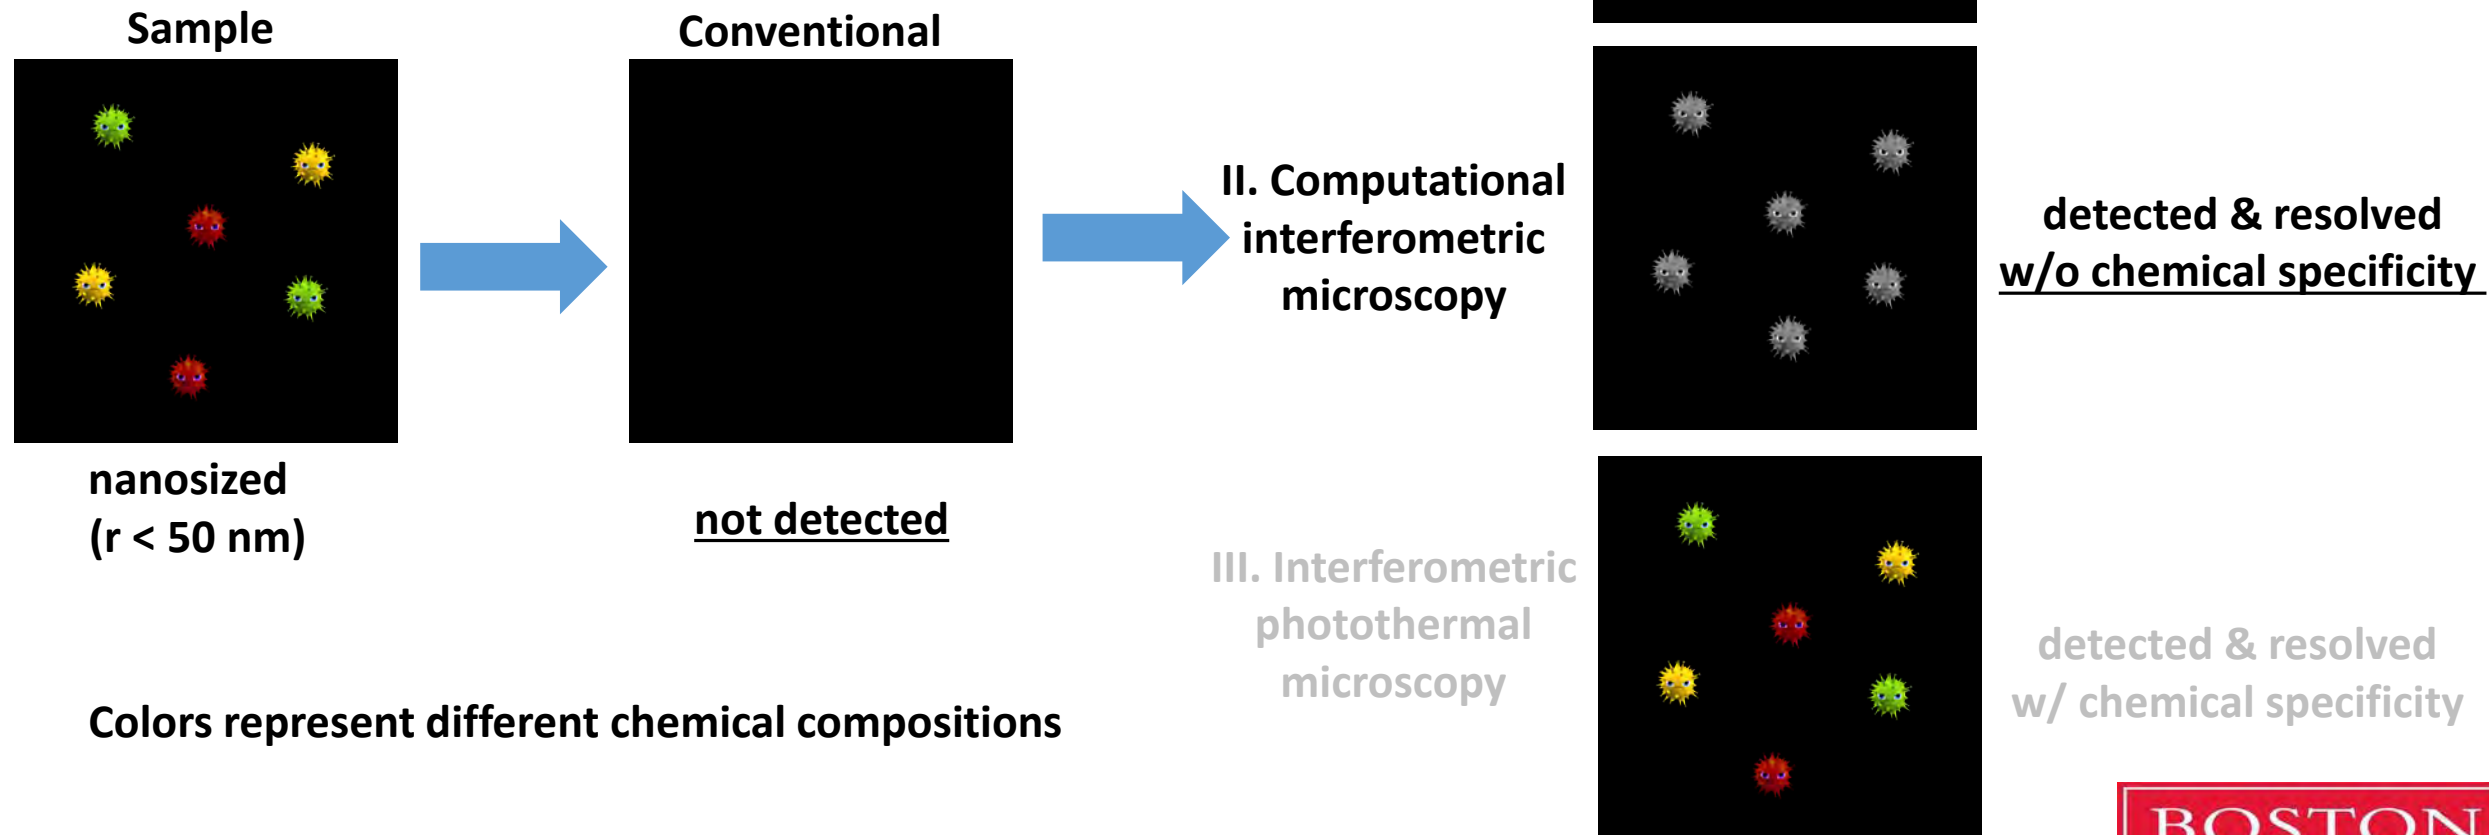 Sample
Conventional
II. Computational
interferometric
microscopy
detected & resolved
w/o chemical specificity
nanosized
(r < 50 nm)
not detected
III. Interferometric
photothermal
microscopy
detected & resolved
w/ chemical specificity
Colors represent different chemical compositions
BOSTON